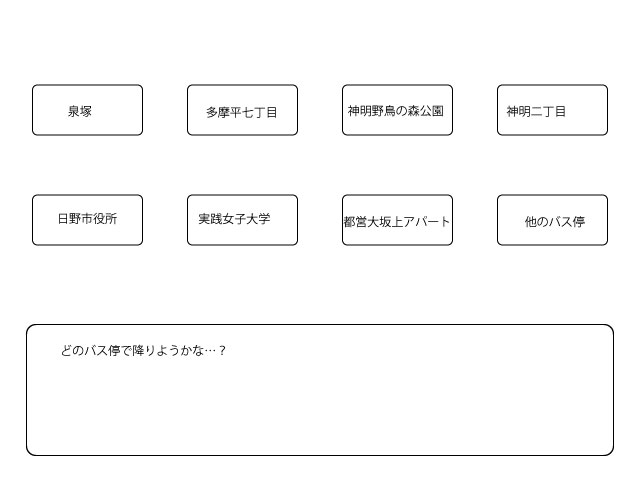 泉塚
多摩平七丁目
神明野鳥の森公園
神明二丁目
日野市役所
実践女子大学
都営大坂上アパート
他のバス停
どのバス停で降りようかな…？